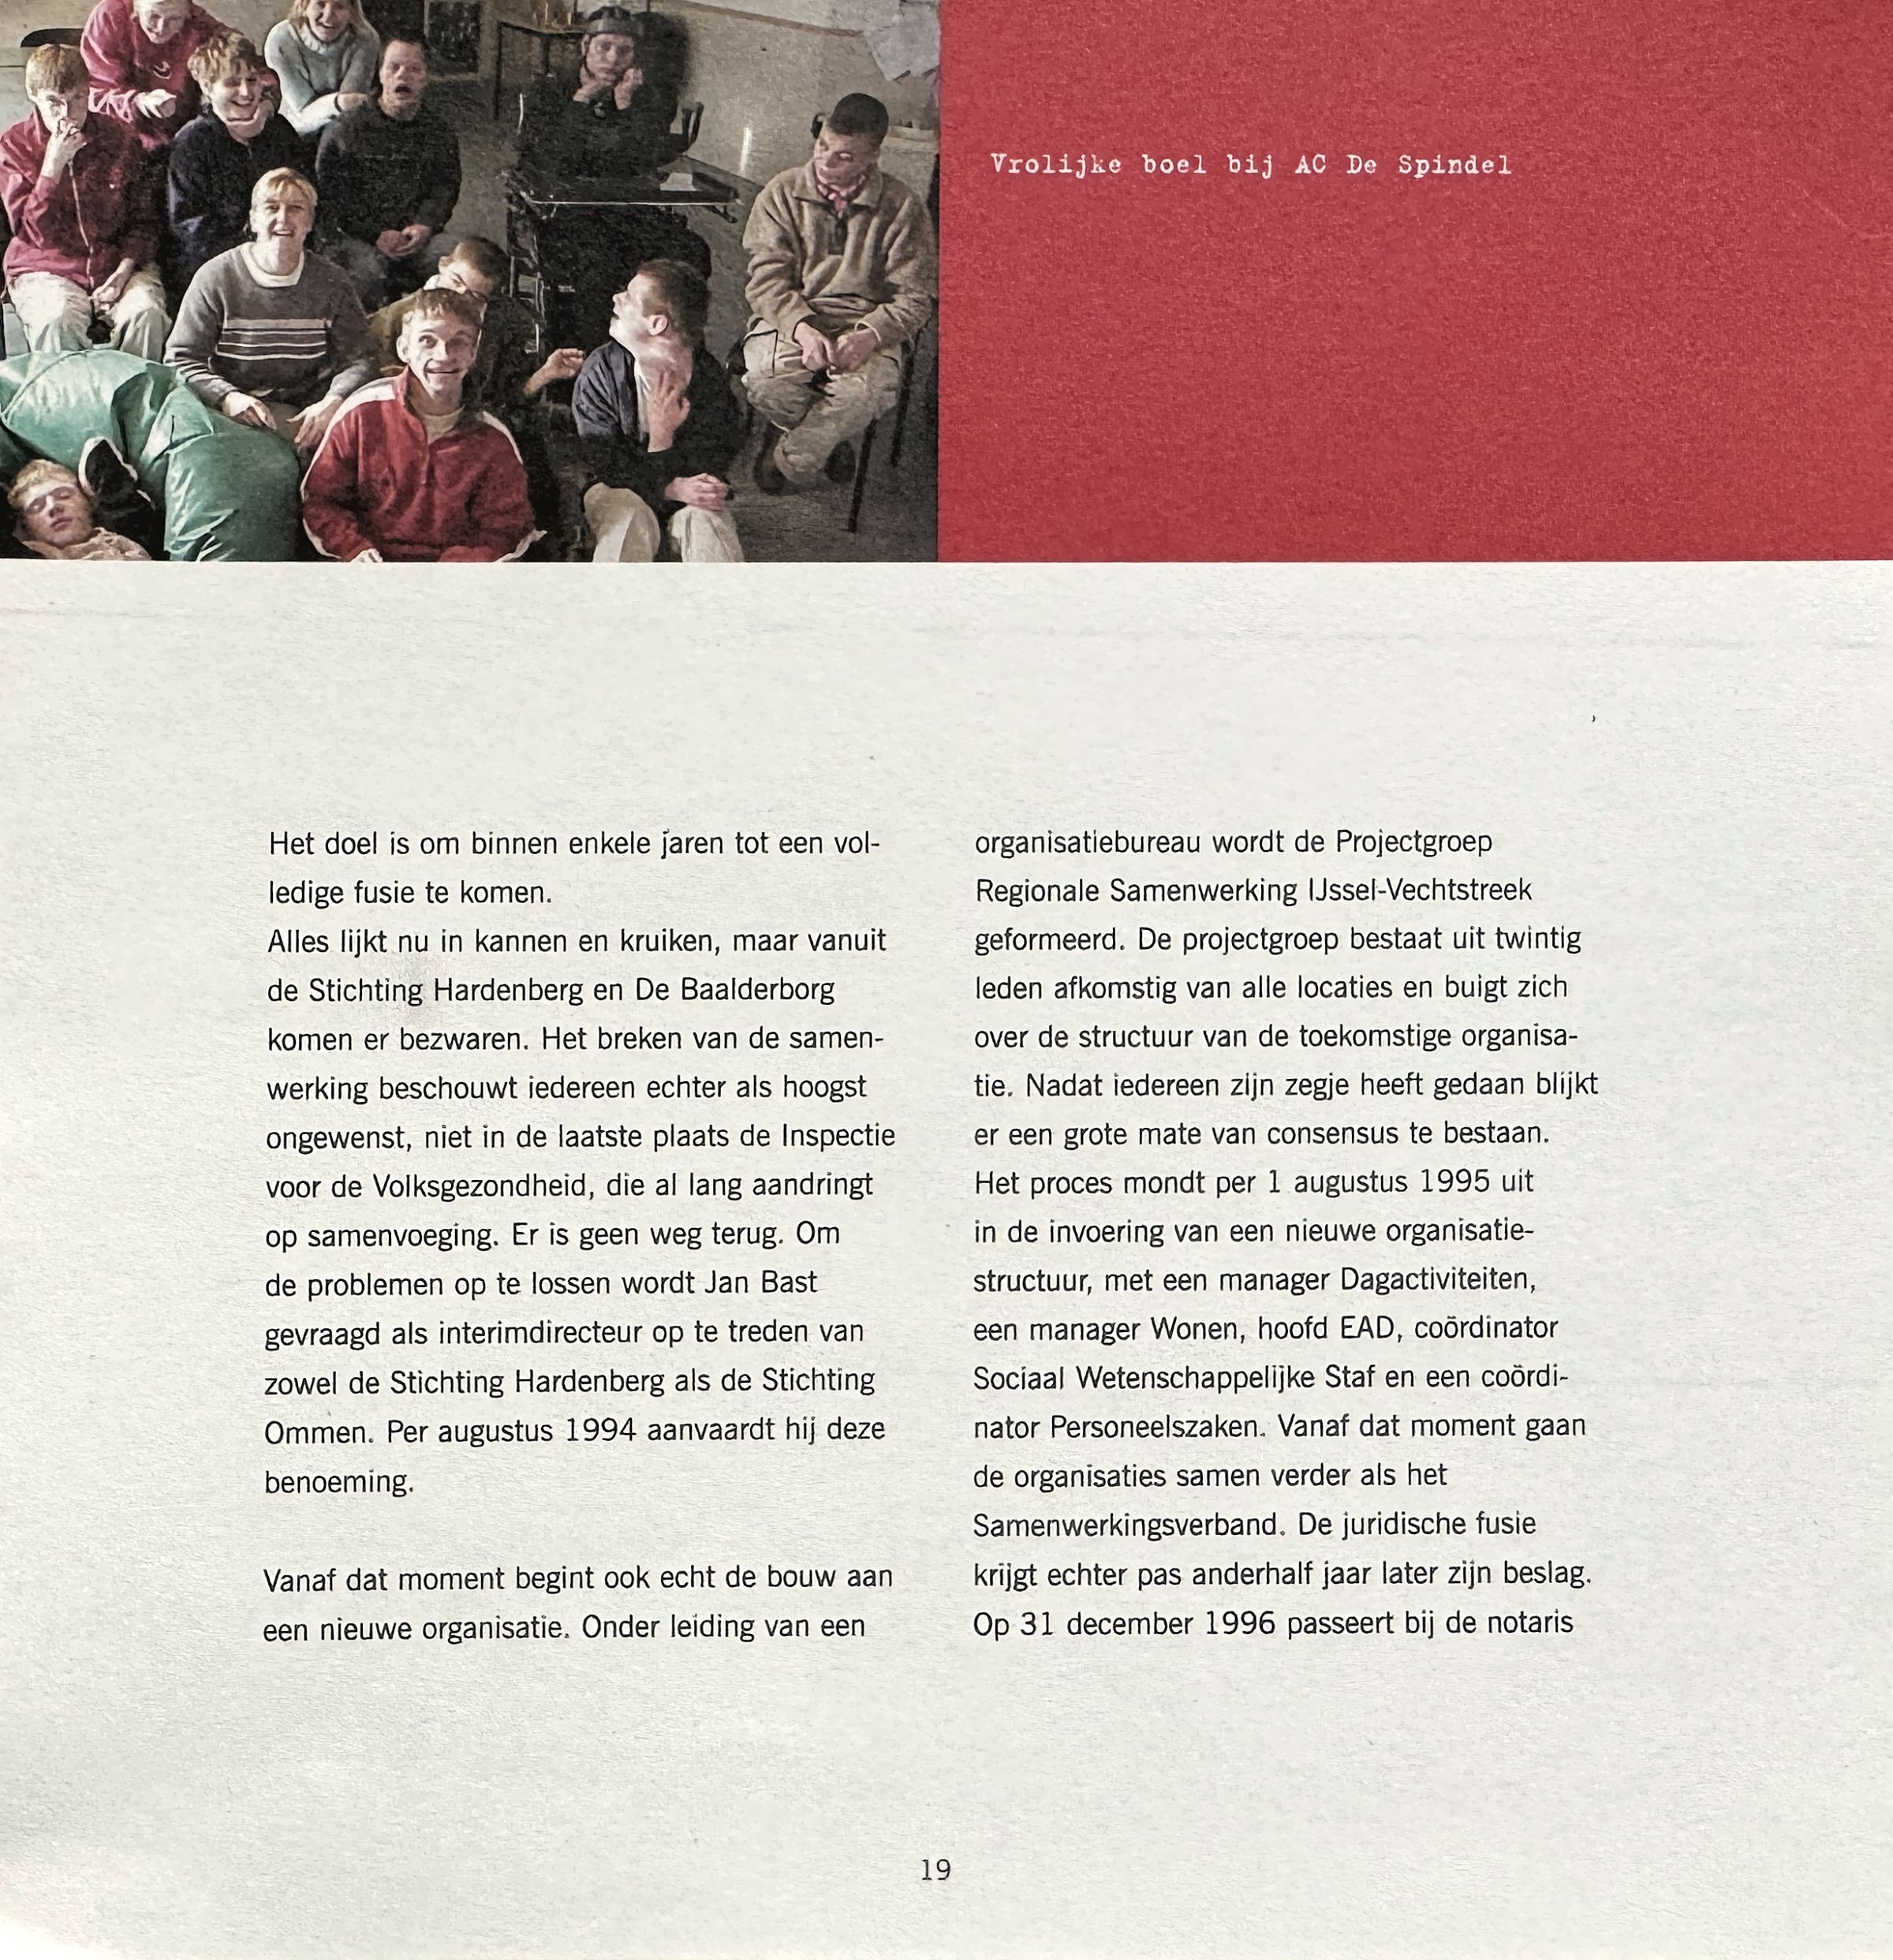 Vrolijke boel bij AC De Spindel
Het doel is om binnen enkele jaren tot een vol-
ledige fusie te komen.
Alles lijkt nu in kannen en kruiken, maar vanuit
de Stichting Hardenberg en De Baalderborg
komen er bezwaren. Het breken van de samen-
werking beschouwt iedereen echter als hoogst
ongewenst, niet in de laatste plaats de Inspectie
voor de Volksgezondheid, die al lang aandringt
op samenvoeging. Er is geen weg terug. Om
de problemen op te lossen wordt Jan Bast
gevraagd als interimdirecteur op te treden van
zowel de Stichting Hardenberg als de Stichting
Ommen. Per augustus 1994 aanvaardt hij deze
benoeming.
Vanaf dat moment begint ook echt de bouw aan
een nieuwe organisatie. Onder leiding van een
organisatiebureau wordt de Projectgroep
Regionale Samenwerking IJssel-Vechtstreek
geformeerd. De projectgroep bestaat uit twintig
leden afkomstig van alle locaties en buigt zich
over de structuur van de toekomstige organisa-
tie. Nadat iedereen zijn zegje heeft gedaan blijkt
er een grote mate van consensus te bestaan.
Het proces mondt per 1 augustus 1995 uit
in de invoering van een nieuwe organisatie-
structuur, met een manager Dagactiviteiten,
een manager Wonen, hoofd EAD, coördinator
Sociaal Wetenschappelijke Staf en een coördi-
nator Personeelszaken. Vanaf dat moment gaan
de organisaties samen verder als het
Samenwerkingsverband. De juridische fusie
krijgt echter pas anderhalf jaar later zijn beslag.
Op 31 december 1996 passeert bij de notaris
19